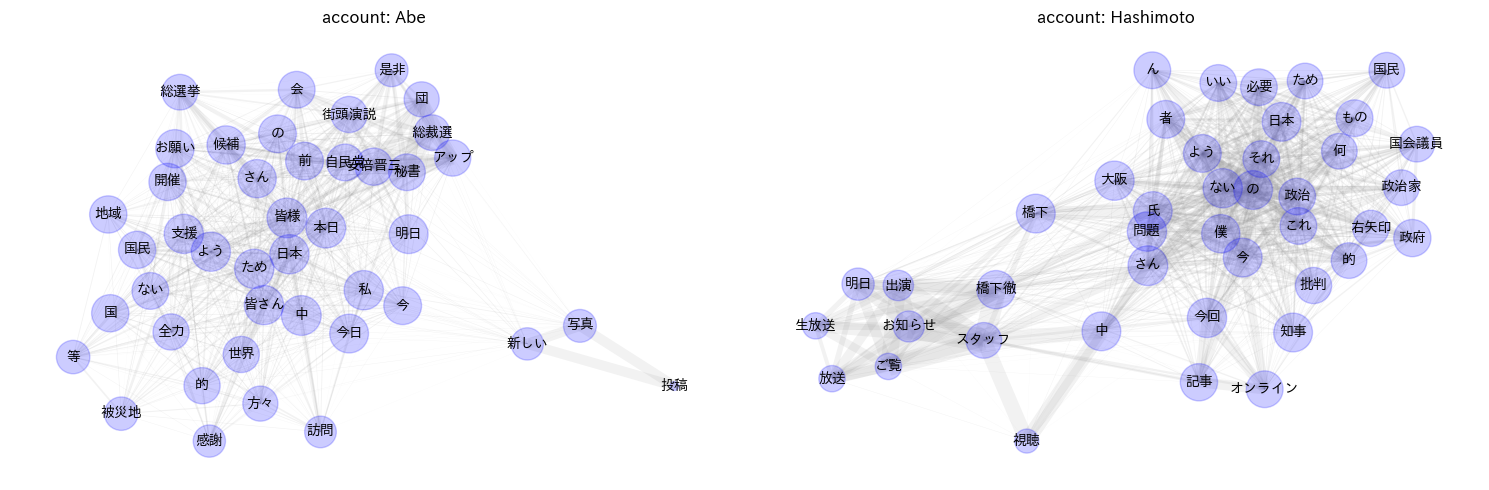 account: Abe
是非
総選挙
会
団
街頭演説
総裁選
の
候補
お願い
前
自民党
安倍晋三
秘書
アップ
さん
開催
地域
皆様
本日
明日
支援
国民
よう
日本
ため
ない
私
皆さん
今
国
中
全力
今日
写真
新しい
世界
等
投稿
的
方々
被災地
訪問
感謝
account: Hashimoto
ん
国民
いい
必要
ため
者
日本
もの
国会議員
よう
それ
何
大阪
ない
の
政治
政治家
橋下
氏
問題
僕
これ
右矢印
政府
さん
今
的
明日
出演
橋下徹
批判
生放送
お知らせ
スタッフ
中
今回
知事
ご覧
放送
記事
オンライン
視聴